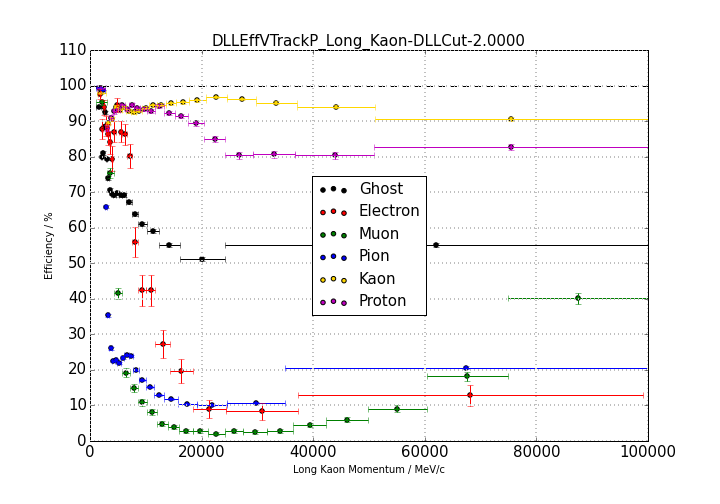 DLLEffVTrackP_Long_Kaon-DLLCut-2.0000
110
100
90
80
70
60
50
40
30
20
10
0
Efficiency / %
Ghost
Electron
Muon
Pion
Kaon
Proton
0 20000 40000 60000 80000 100000
Long Kaon Momentum / MeV/c